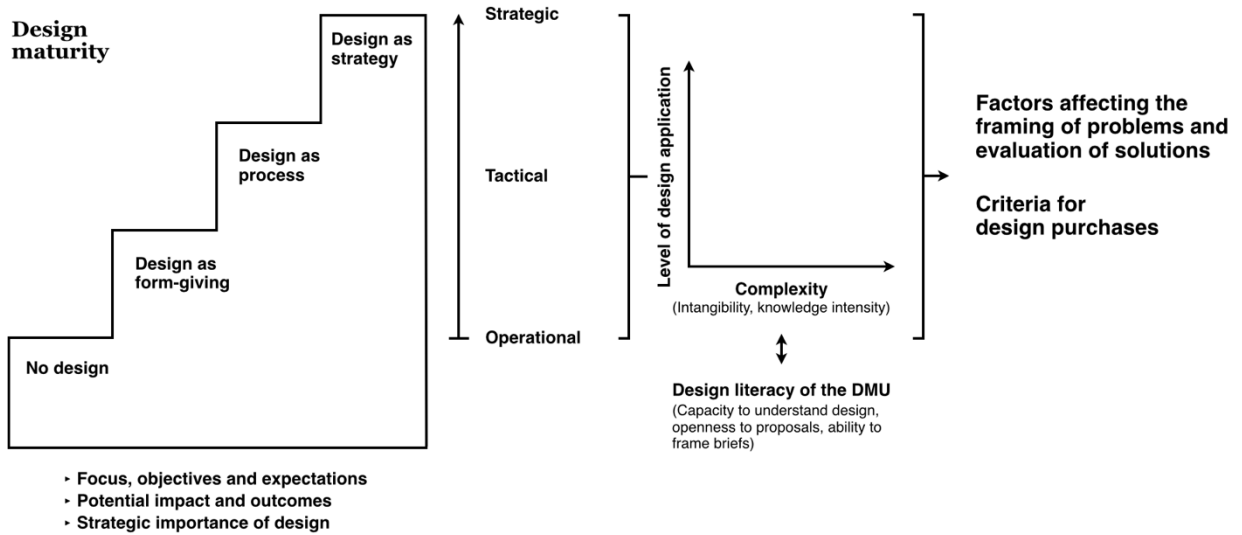 Design
maturity
Design as
strategy
Design as
process
Design as
form-giving
No design
‣ Focus, objectives and expectations
‣ Potential impact and outcomes
‣ Strategic importance of design
Strategic
Tactical
Operational
Level of design application
Complexity
(Intangibility, knowledge intensity)
Design literacy of the DMU
(Capacity to understand design,
openness to proposals, ability to
frame briefs)
Factors affecting the
framing of problems and
evaluation of solutions
Criteria for
design purchases